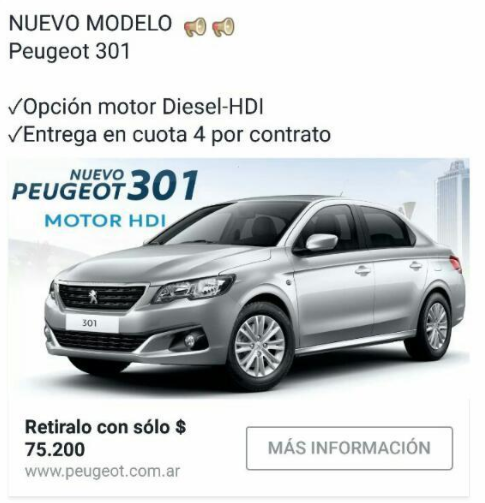 NUEVO MODELO 📢📢
Peugeot 301
✓Opción motor Diesel-HDI
✓Entrega en cuota 4 por contrato
NUEVO
PEUGEOT 301
MOTOR HDI
301
Retiralo con sólo $
75.200
www.peugeot.com.ar
MÁS INFORMACIÓN